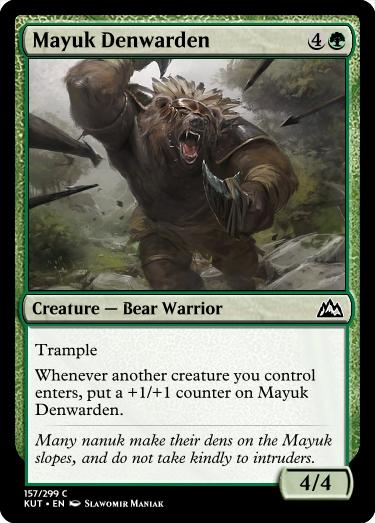 Mayuk Denwarden 4
Creature — Bear Warrior
Trample
Whenever another creature you control
enters, put a +1/+1 counter on Mayuk
Denwarden.
Many nanuk make their dens on the Mayuk
slopes, and do not take kindly to intruders.
4/4
157/299 C
KUT • EN Slawomir Maniak